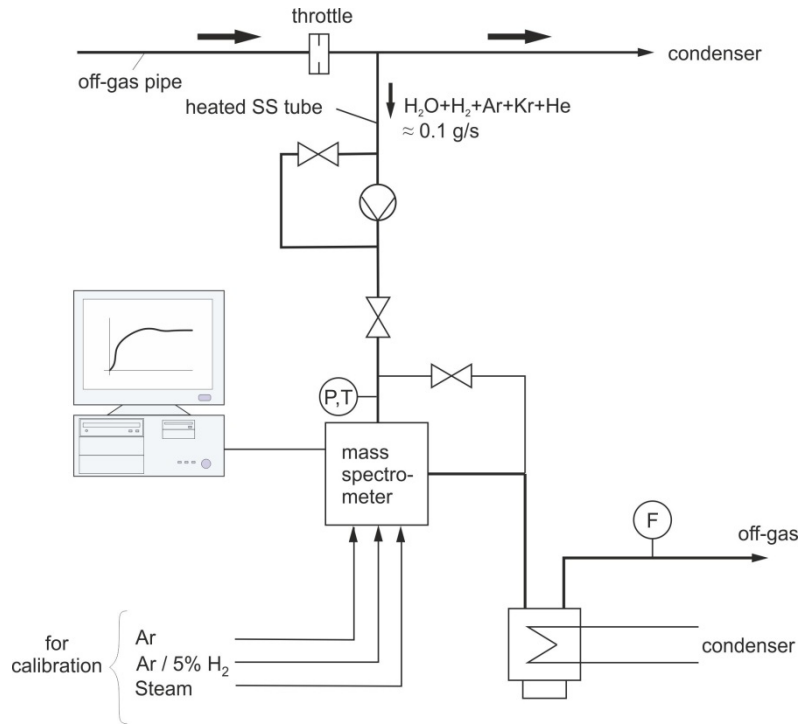 throttle
condenser
off-gas pipe
heated SS tube
H₂O+H₂+Ar+Kr+He
≈ 0.1 g/s
P,T
mass
spectro-
meter
F
off-gas
for
calibration
Ar
Ar / 5% H₂
Steam
condenser